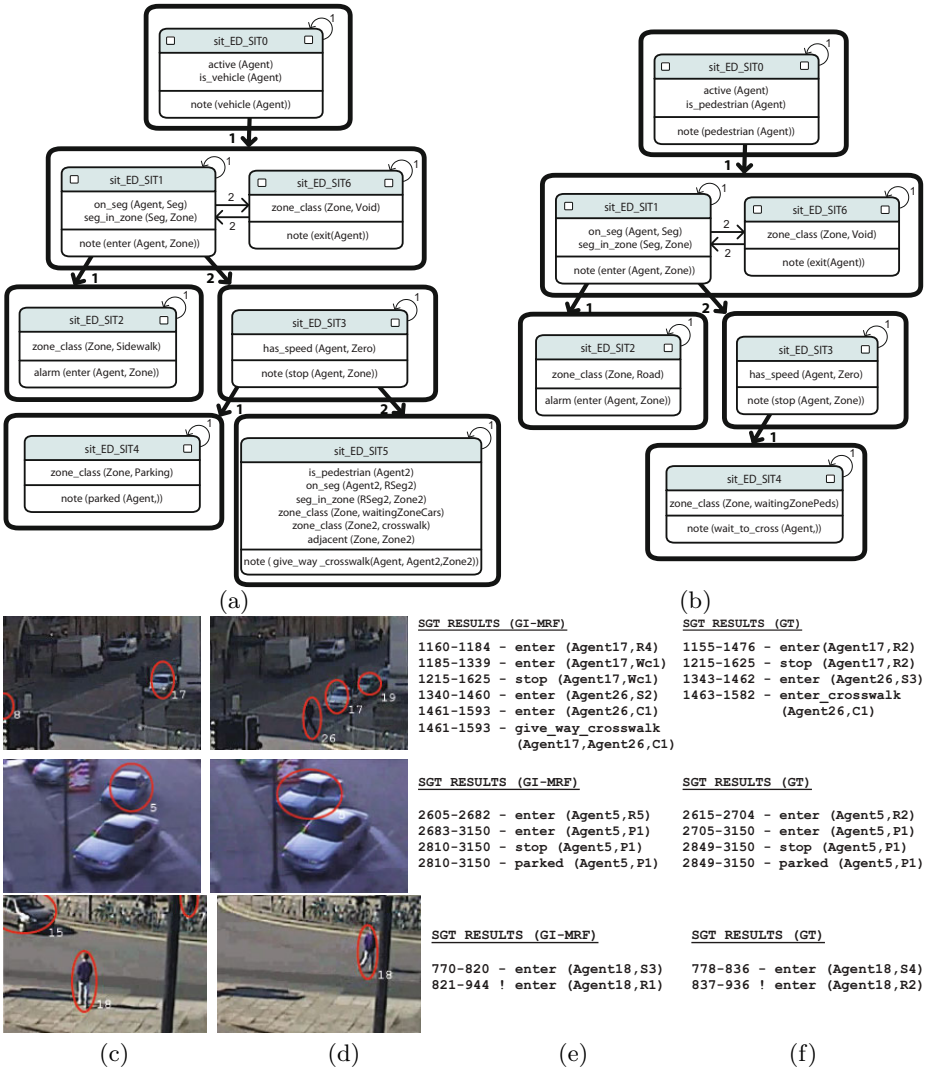 sit_ED_SIT0
1
active (Agent)
is_vehicle (Agent)
note (vehicle (Agent))
1
sit_ED_SIT1
1
on_seg (Agent, Seg)
seg_in_zone (Seg, Zone)
note (enter (Agent, Zone))
2
2
sit_ED_SIT6
1
zone_class (Zone, Void)
note (exit(Agent))
1
2
sit_ED_SIT2
1
zone_class (Zone, Sidewalk)
alarm (enter (Agent, Zone))
sit_ED_SIT3
1
has_speed (Agent, Zero)
note (stop (Agent, Zone))
1
2
sit_ED_SIT4
1
zone_class (Zone, Parking)
note (parked (Agent,))
sit_ED_SIT5
1
is_pedestrian (Agent2)
on_seg (Agent2, RSeg2)
seg_in_zone (RSeg2, Zone2)
zone_class (Zone, waitingZoneCars)
zone_class (Zone2, crosswalk)
adjacent (Zone, Zone2)
note ( give_way _crosswalk(Agent, Agent2,Zone2))
(a)
sit_ED_SIT0
1
active (Agent)
is_pedestrian (Agent)
note (pedestrian (Agent))
1
sit_ED_SIT1
1
on_seg (Agent, Seg)
seg_in_zone (Seg, Zone)
note (enter (Agent, Zone))
2
2
sit_ED_SIT6
1
zone_class (Zone, Void)
note (exit(Agent))
1
2
sit_ED_SIT2
1
zone_class (Zone, Road)
alarm (enter (Agent, Zone))
sit_ED_SIT3
1
has_speed (Agent, Zero)
note (stop (Agent, Zone))
1
sit_ED_SIT4
1
zone_class (Zone, waitingZonePeds)
note (wait_to_cross (Agent,))
(b)
8
17
26
17
19
SGT RESULTS (GI-MRF)
1160-1184 - enter (Agent17,R4)
1185-1339 - enter (Agent17,Wc1)
1215-1625 - stop (Agent17,Wc1)
1340-1460 - enter (Agent26,S2)
1461-1593 - enter (Agent26,C1)
1461-1593 - give_way_crosswalk
(Agent17,Agent26,C1)
SGT RESULTS (GT)
1155-1476 - enter(Agent17,R2)
1215-1625 - stop (Agent17,R2)
1343-1462 - enter (Agent26,S3)
1463-1582 - enter_crosswalk
(Agent26,C1)
5
5
SGT RESULTS (GI-MRF)
2605-2682 - enter (Agent5,R5)
2683-3150 - enter (Agent5,P1)
2810-3150 - stop (Agent5,P1)
2810-3150 - parked (Agent5,P1)
SGT RESULTS (GT)
2615-2704 - enter (Agent5,R2)
2705-3150 - enter (Agent5,P1)
2849-3150 - stop (Agent5,P1)
2849-3150 - parked (Agent5,P1)
15
18
18
SGT RESULTS (GI-MRF)
770-820 - enter (Agent18,S3)
821-944 ! enter (Agent18,R1)
SGT RESULTS (GT)
778-836 - enter (Agent18,S4)
837-936 ! enter (Agent18,R2)
(c)
(d)
(e)
(f)